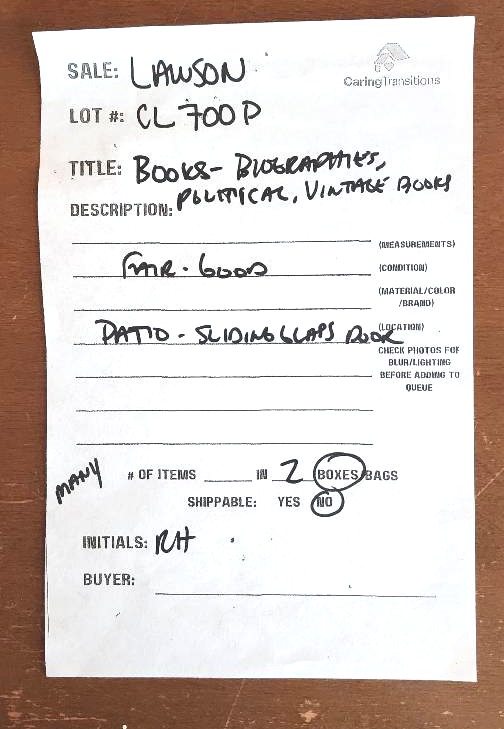 SALE: LAWSON
CaringTransitions
LOT #: CL700P
TITLE: BOOKS- BIOGRAPHIES,
POLITICAL, VINTAGE BOOKS
DESCRIPTION:
(MEASUREMENTS)
FAIR-GOOD (CONDITION)
(MATERIAL/COLOR
/BRAND)
PATIO - SLIDING GLASS DOOR (LOCATION)
CHECK PHOTOS FOR
BLUR/LIGHTING
BEFORE ADDING TO
QUEUE
MANY # OF ITEMS ______ IN 2 BOXES/BAGS
SHIPPABLE: YES NO
INITIALS: RH
BUYER: